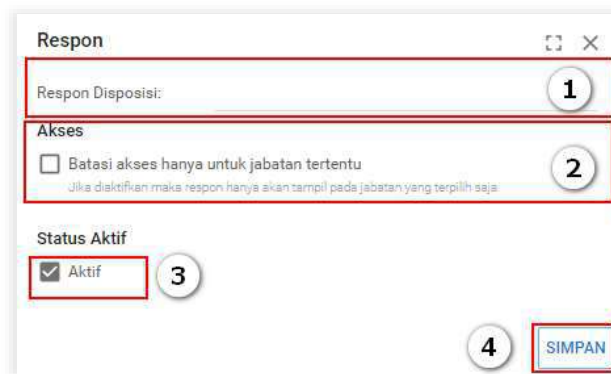 Respon
Respon Disposisi:
1
Akses
Batasi akses hanya untuk jabatan tertentu
Jika diaktifkan maka respon hanya akan tampil pada jabatan yang terpilih saja
2
Status Aktif
Aktif
3
4
SIMPAN